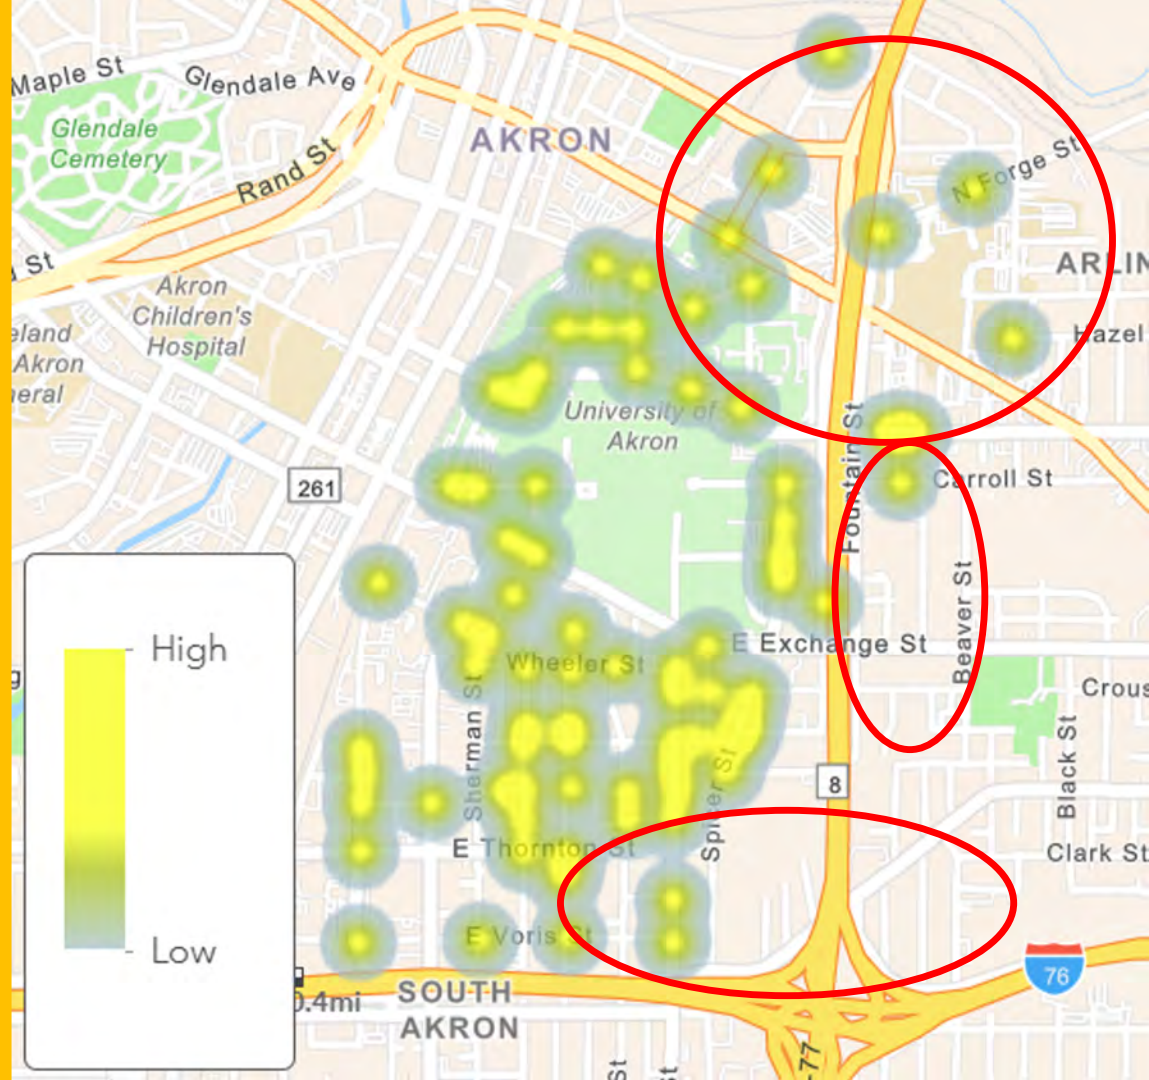 Maple St
Glendale Ave
Glendale
Cemetery
AKRON
Rand St
N Forge St
St
ARLIN
Akron
Children's
Hospital
eland
Akron
neral
Hazel
University of
Akron
261
Fountain St
Carroll St
Beaver St
E Exchange St
Wheeler St
High
Low
Crous
Sherman St
Spicer St
8
Black St
E Thornton St
Clark St
E Voris St
0.4mi
SOUTH
AKRON
76
-77
St
St